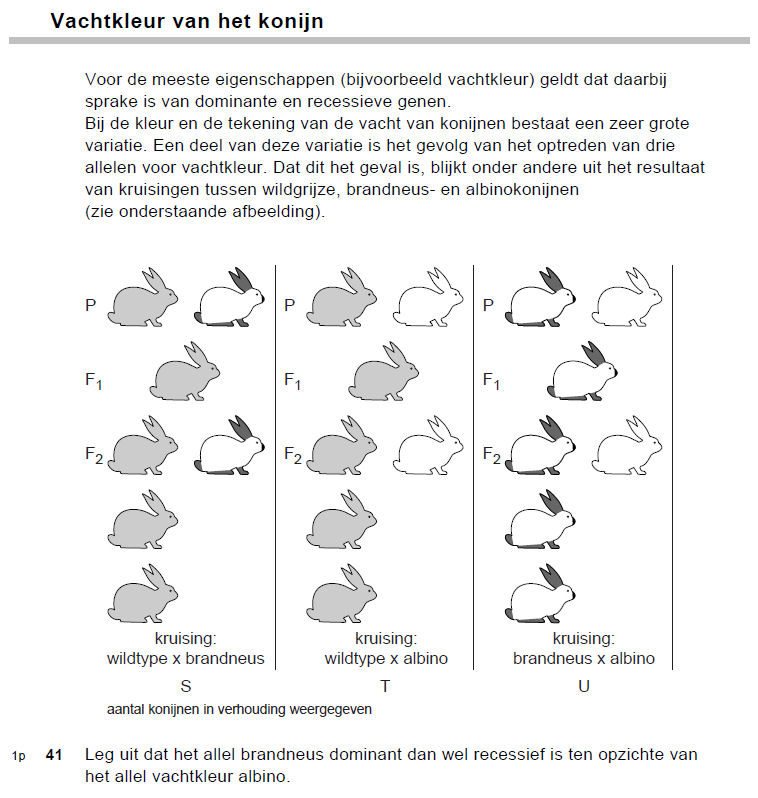 Vachtkleur van het konijn
Voor de meeste eigenschappen (bijvoorbeeld vachtkleur) geldt dat daarbij
sprake is van dominante en recessieve genen.
Bij de kleur en de tekening van de vacht van konijnen bestaat een zeer grote
variatie. Een deel van deze variatie is het gevolg van het optreden van drie
allelen voor vachtkleur. Dat dit het geval is, blijkt onder andere uit het resultaat
van kruisingen tussen wildgrijze, brandneus- en albinokonijnen
(zie onderstaande afbeelding).
P P P
F1 F1 F1
F2 F2 F2
kruising: kruising: kruising:
wildtype x brandneus wildtype x albino brandneus x albino
S T U
aantal konijnen in verhouding weergegeven
1p 41 Leg uit dat het allel brandneus dominant dan wel recessief is ten opzichte van
het allel vachtkleur albino.